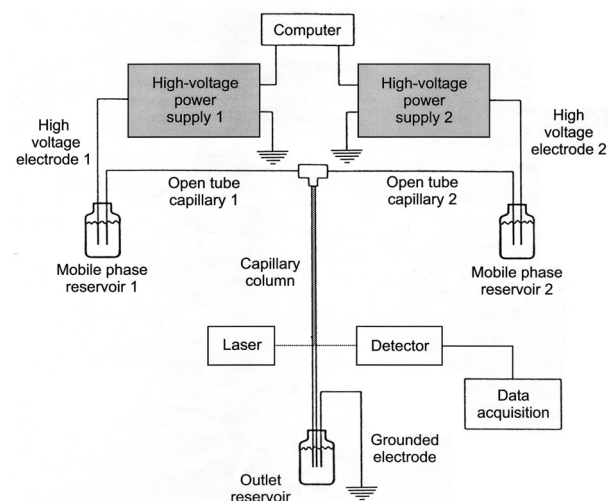 Computer
High-voltage
power
supply 1
High-voltage
power
supply 2
High
voltage
electrode 1
High
voltage
electrode 2
Open tube
capillary 1
Open tube
capillary 2
Mobile phase
reservoir 1
Capillary
column
Mobile phase
reservoir 2
Laser
Detector
Data
acquisition
Grounded
electrode
Outlet
reservoir